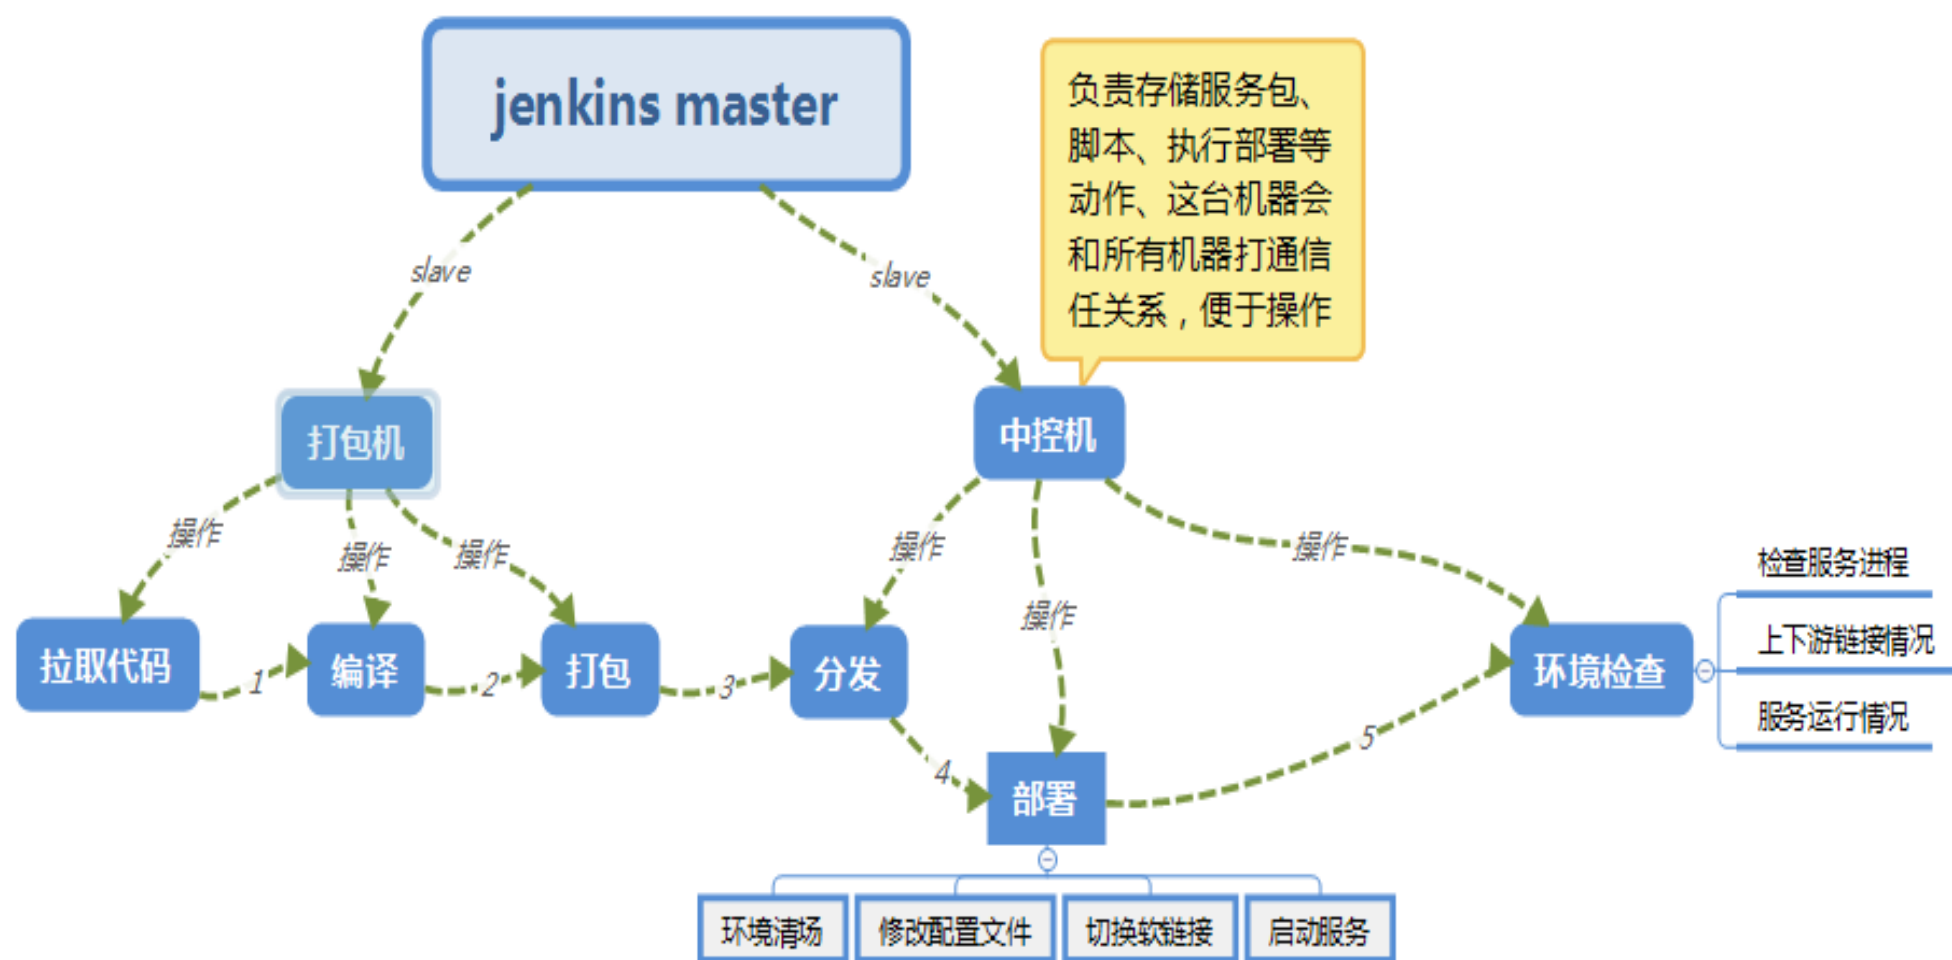 jenkins master
负责存储服务包、
脚本、执行部署等
动作、这台机器会
和所有机器打通信
任关系，便于操作
slave
slave
打包机
中控机
操作
操作
操作
操作
操作
操作
检查服务进程
上下游链接情况
服务运行情况
拉取代码
1
编译
2
打包
3
分发
4
部署
5
环境检查
环境清场
修改配置文件
切换软链接
启动服务